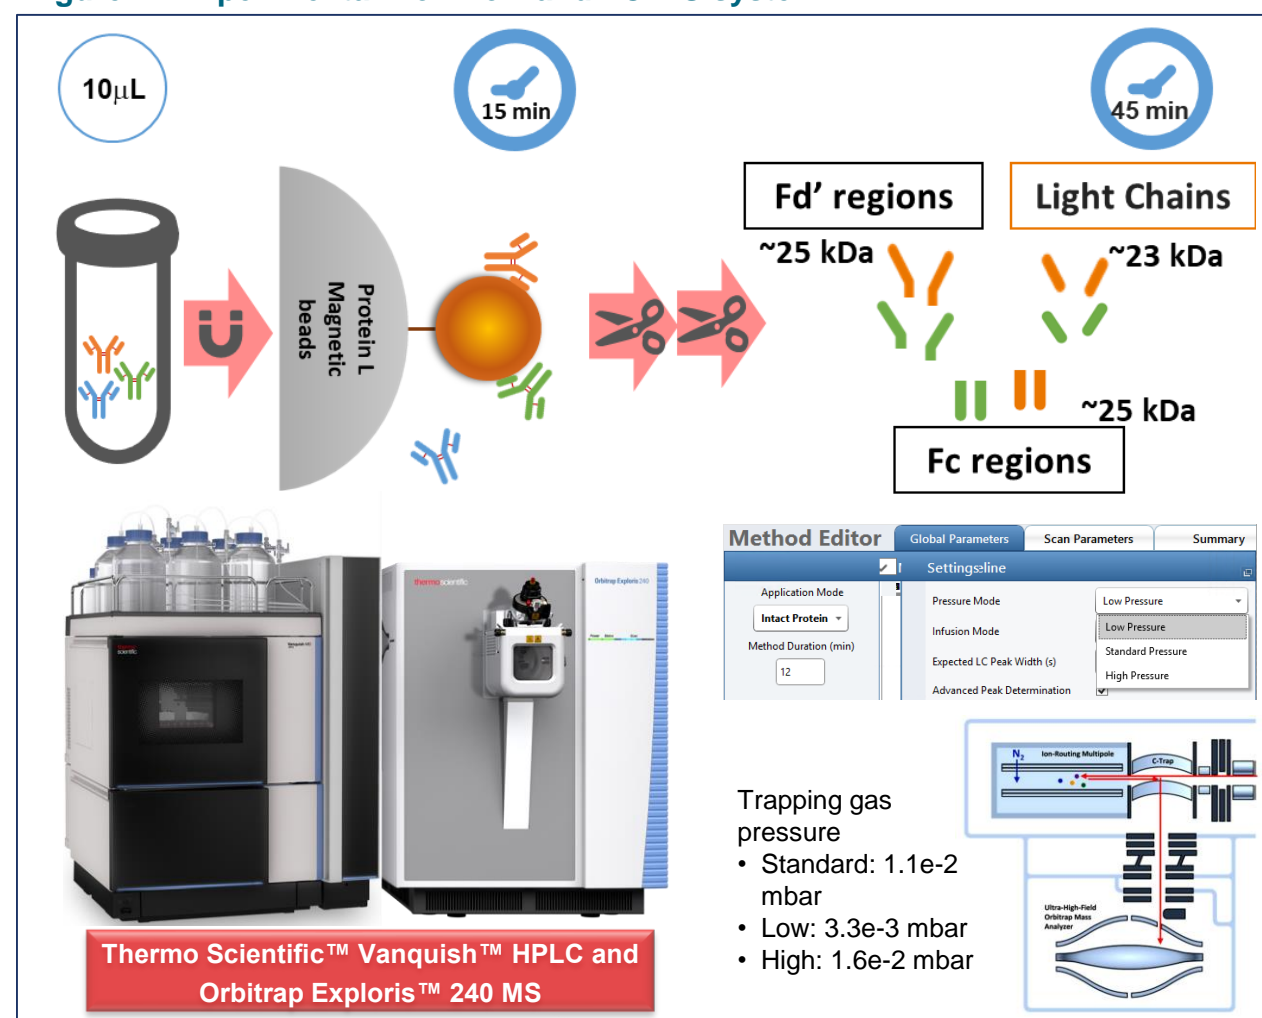 10µL
15 min
45 min
Fd’ regions
Light Chains
~25 kDa
~23 kDa
Protein L
Magnetic
beads
~25 kDa
Fc regions
thermo scientific
Orbitrap Exploris 240
thermo
scientific
Method Editor
Global Parameters
Scan Parameters
Summary
Settings
Application Mode
Intact Protein
Method Duration (min)
12
Pressure Mode
Low Pressure
Infusion Mode
Low Pressure
Standard Pressure
Expected LC Peak Width (s)
High Pressure
Advanced Peak Determination
N2
Ion-Routing Multipole
C-Trap
Ultra-High-Field
Orbitrap Mass
Analyzer
Trapping gas
pressure
• Standard: 1.1e-2
mbar
• Low: 3.3e-3 mbar
• High: 1.6e-2 mbar
Thermo Scientific™ Vanquish™ HPLC and
Orbitrap Exploris™ 240 MS